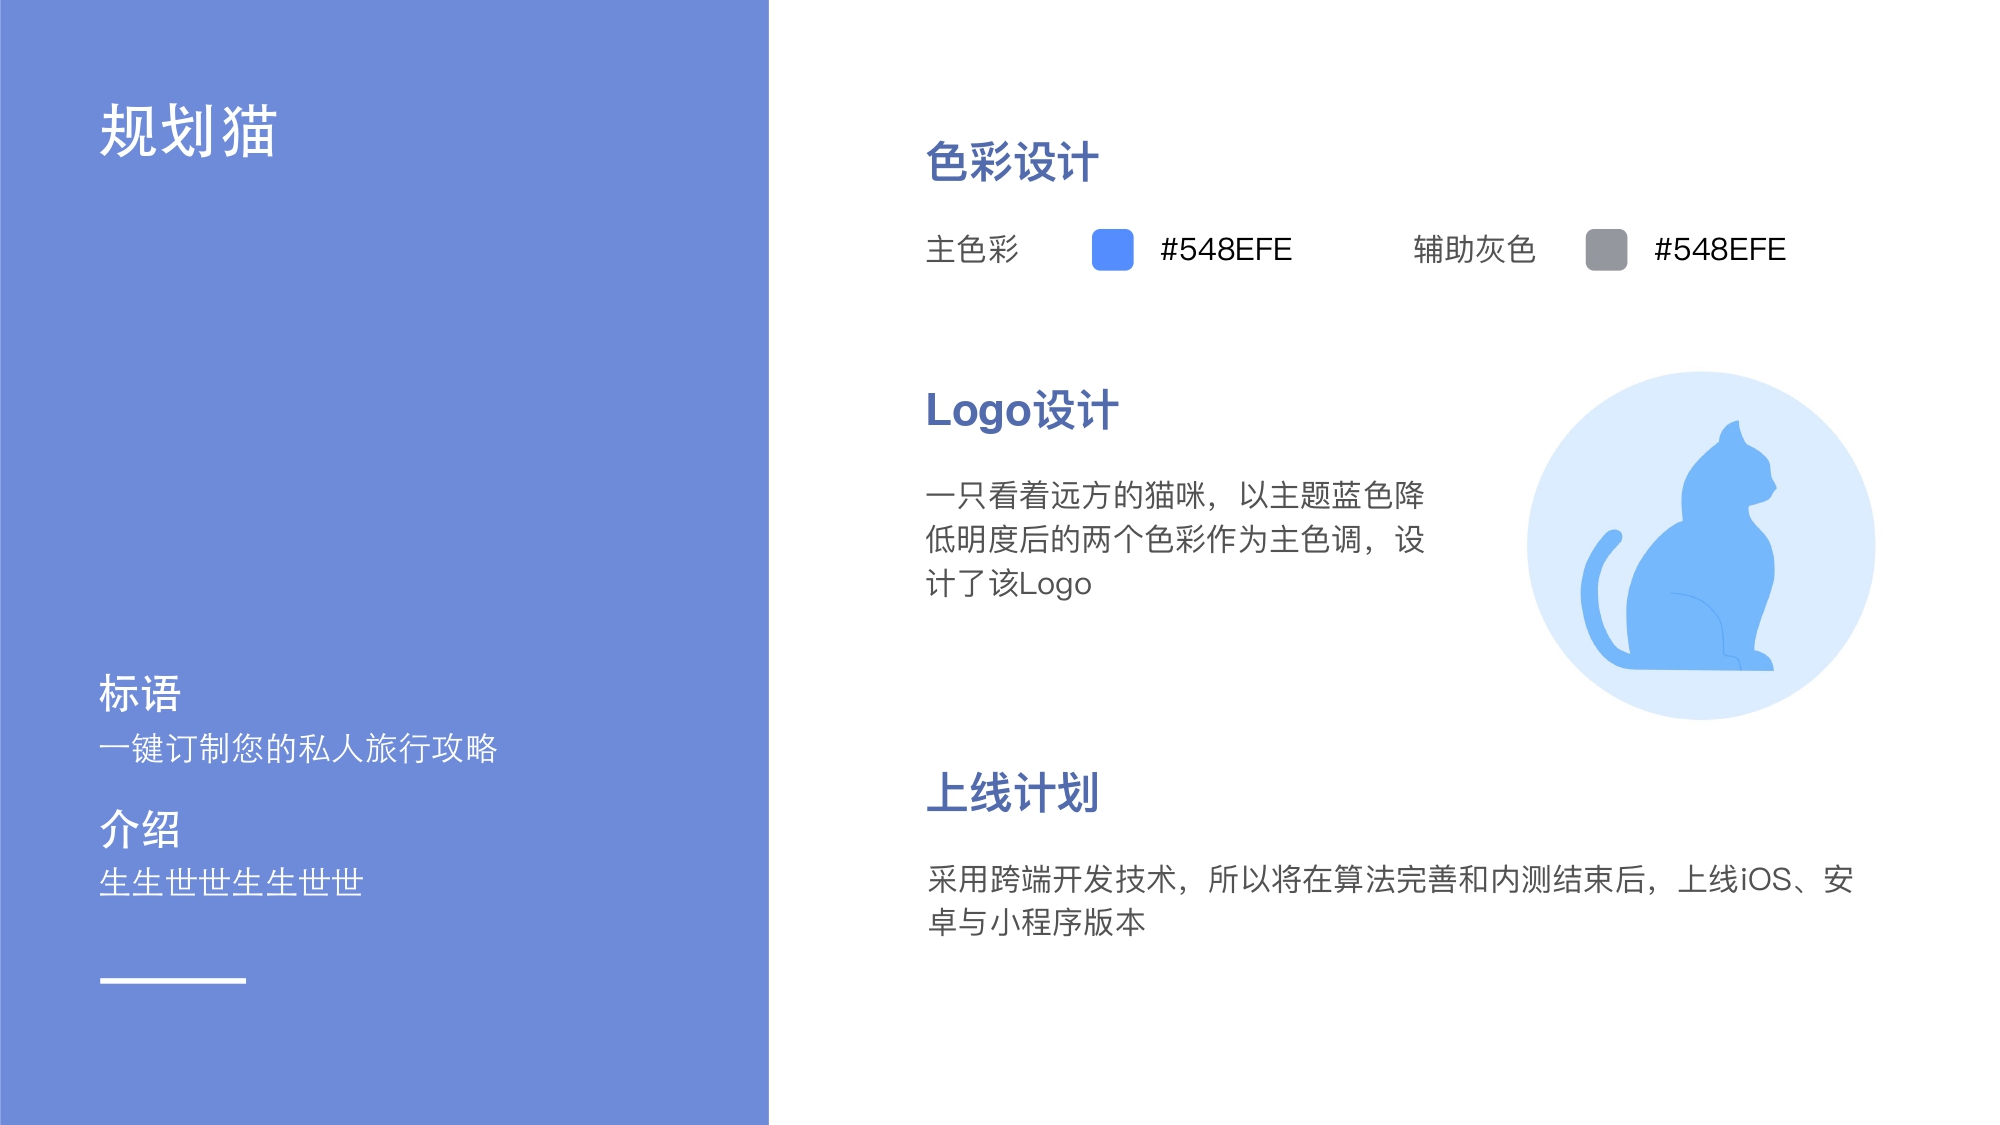 规划猫
标语
一键订制您的私人旅行攻略
介绍
生生世世生生世世
色彩设计
主色彩 #548EFE 辅助灰色 #548EFE
Logo设计
一只看着远方的猫咪，以主题蓝色降
低明度后的两个色彩作为主色调，设
计了该Logo
上线计划
采用跨端开发技术，所以将在算法完善和内测结束后，上线iOS、安
卓与小程序版本